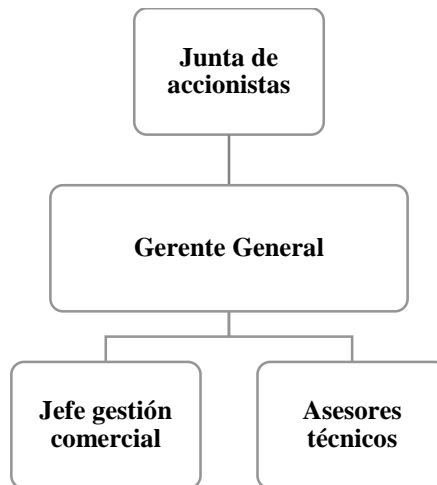 Junta de
accionistas
Gerente General
Jefe gestión
comercial
Asesores
técnicos